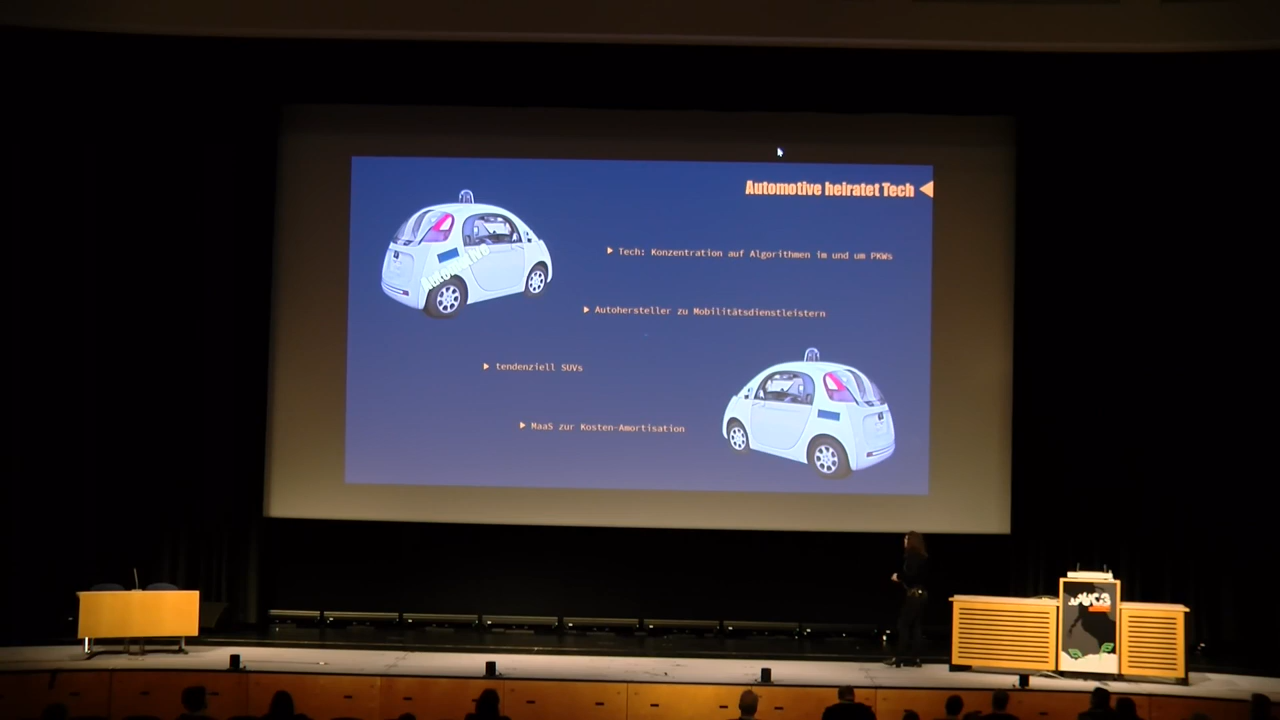 Automotive heiratet Tech
Tech: Konzentration auf Algorithmen im und um PKWs
Autohersteller zu Mobilitätsdienstleistern
tendenziell SUVs
MaaS zur Kosten-Amortisation